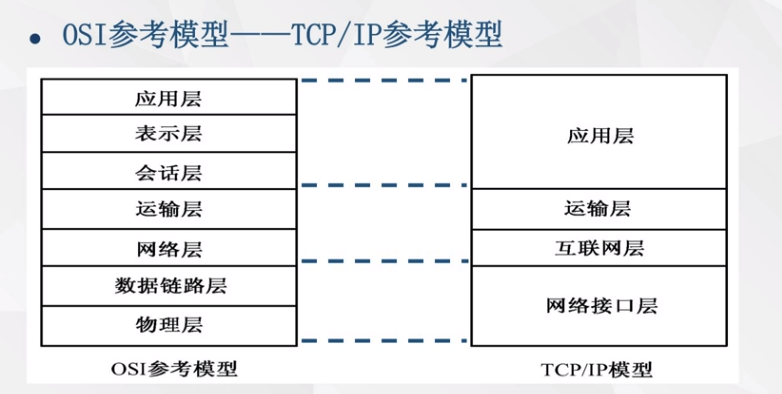 • OSI参考模型——TCP/IP参考模型
应用层
表示层
会话层
运输层
网络层
数据链路层
物理层
OSI参考模型
应用层
运输层
互联网层
网络接口层
TCP/IP模型